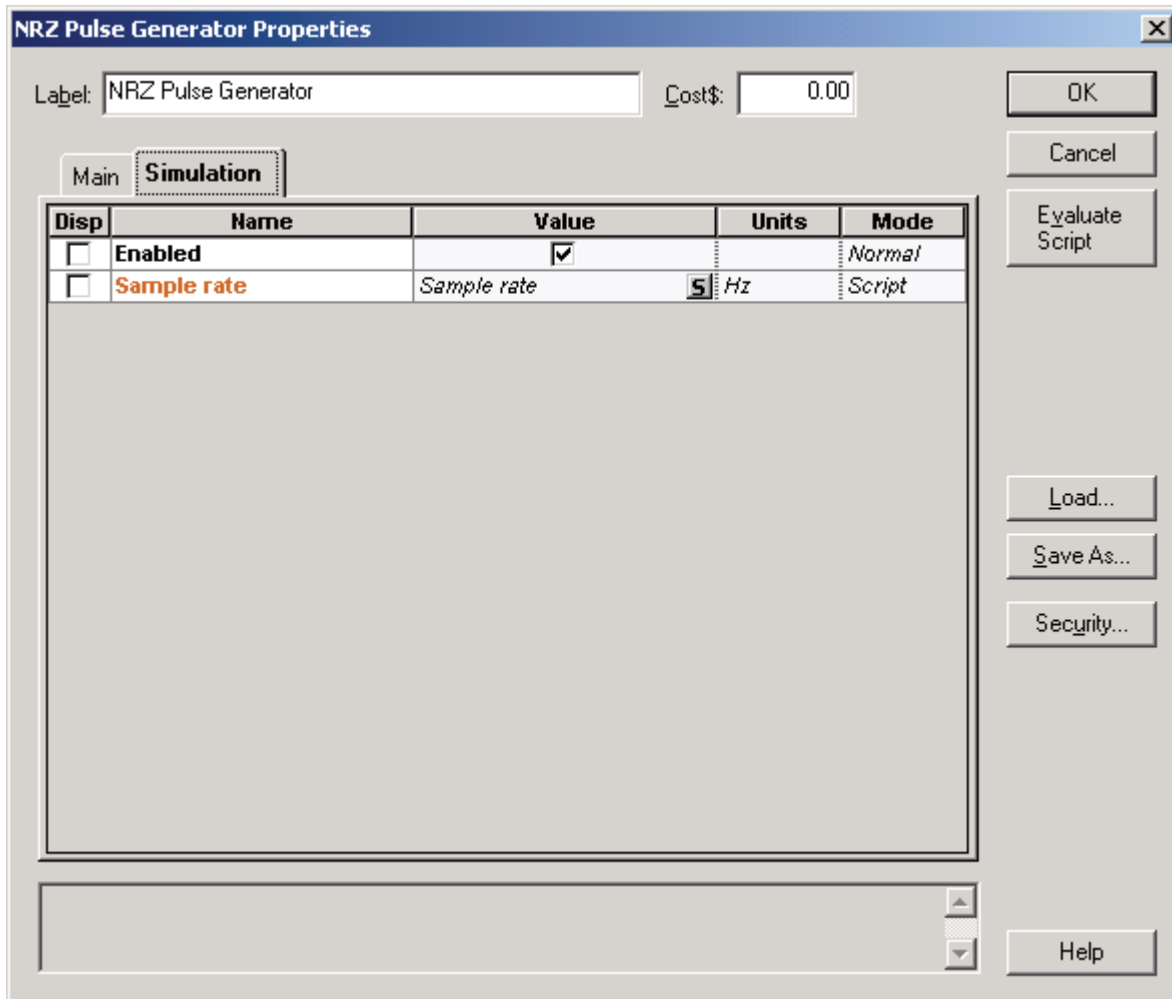 NRZ Pulse Generator Properties
Label: NRZ Pulse Generator Cost$: 0.00
OK
Cancel
Evaluate
Script
Main Simulation
Disp Name Value Units Mode
Enabled Normal
Sample rate Sample rate S Hz Script
Load...
Save As...
Security...
Help